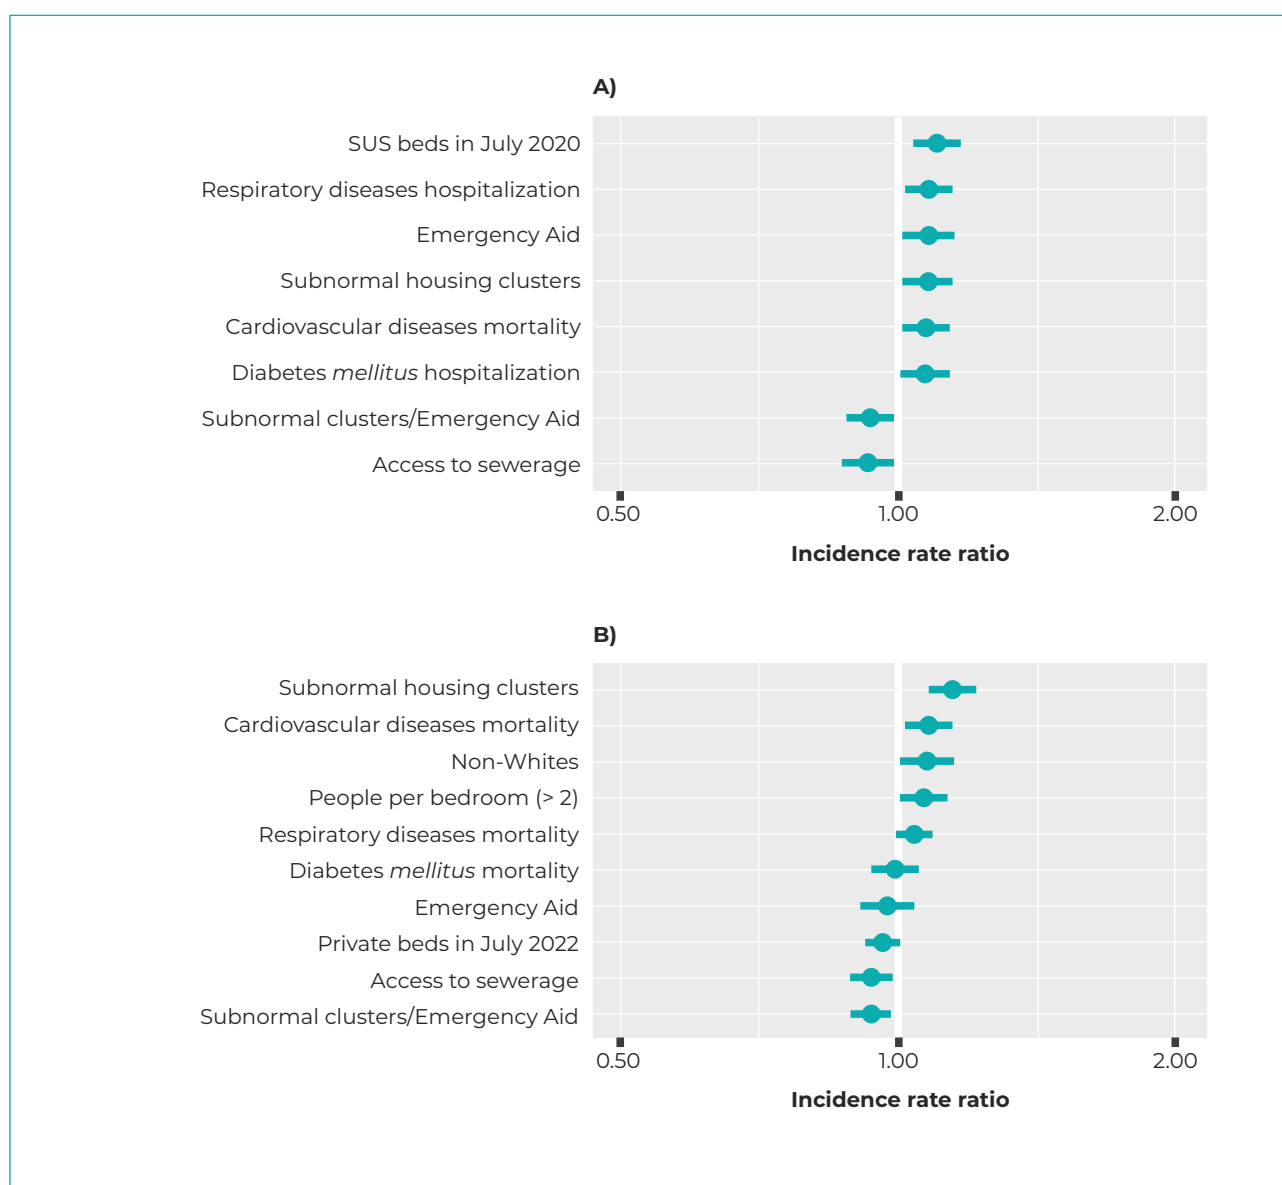 A)
SUS beds in July 2020
Respiratory diseases hospitalization
Emergency Aid
Subnormal housing clusters
Cardiovascular diseases mortality
Diabetes mellitus hospitalization
Subnormal clusters/Emergency Aid
Access to sewerage
0.50 1.00 2.00
Incidence rate ratio
B)
Subnormal housing clusters
Cardiovascular diseases mortality
Non-Whites
People per bedroom (> 2)
Respiratory diseases mortality
Diabetes mellitus mortality
Emergency Aid
Private beds in July 2022
Access to sewerage
Subnormal clusters/Emergency Aid
0.50 1.00 2.00
Incidence rate ratio